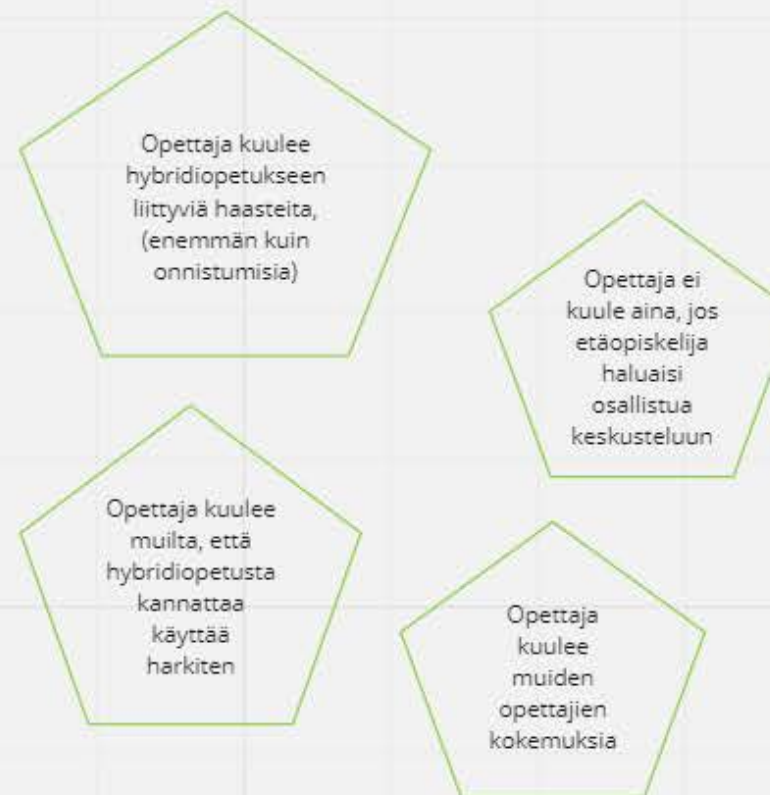 Opettaja kuulee
hybridiopetukseen
liittyviä haasteita,
(enemmän kuin
onnistumisia)
Opettaja ei
kuule aina, jos
etäopiskelija
haluaisi
osallistua
keskusteluun
Opettaja kuulee
muilta, että
hybridiopetusta
kannattaa
käyttää
harkiten
Opettaja
kuulee
muiden
opettajien
kokemuksia